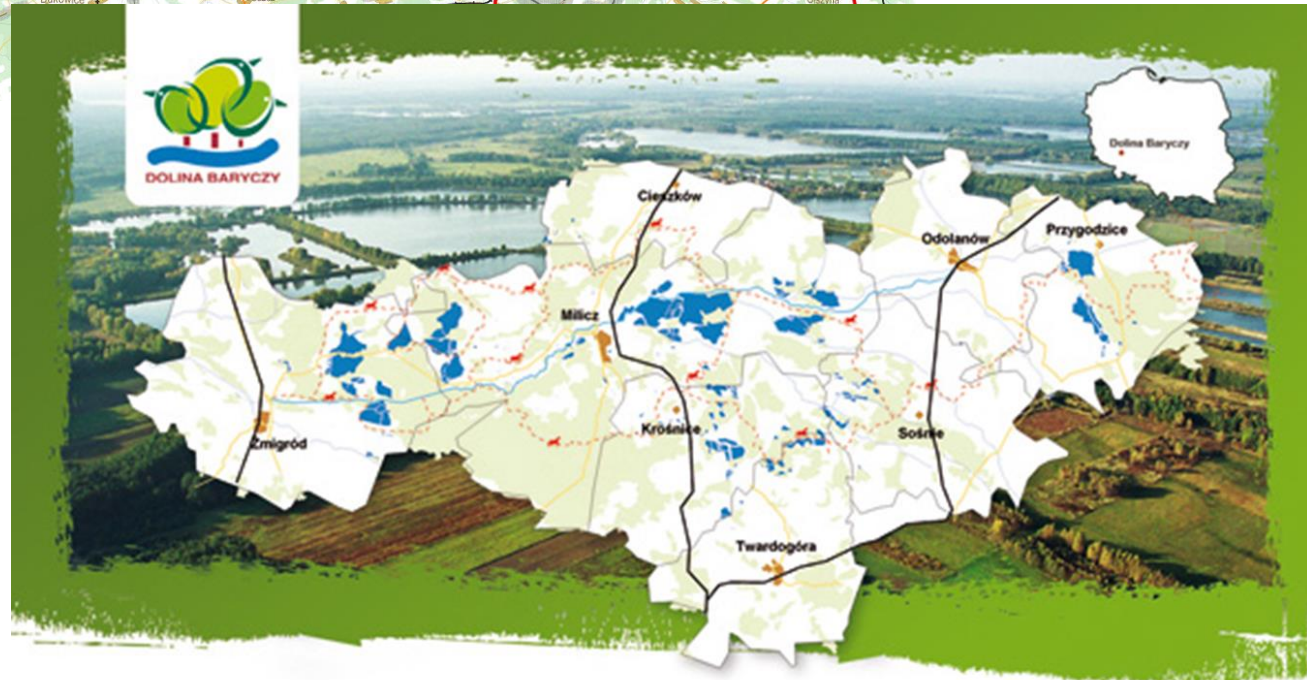 DOLINA BARYCZY
Dolina Baryczy
Cieszków
Odolanów
Przygodzice
Milicz
Żmigród
Krośnice
Sośnie
Twardogóra